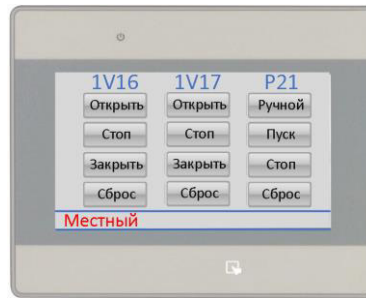 1V16 1V17 P21
Открыть Открыть Ручной
Стоп Стоп Пуск
Закрыть Закрыть Стоп
Сброс Сброс Сброс
Местный